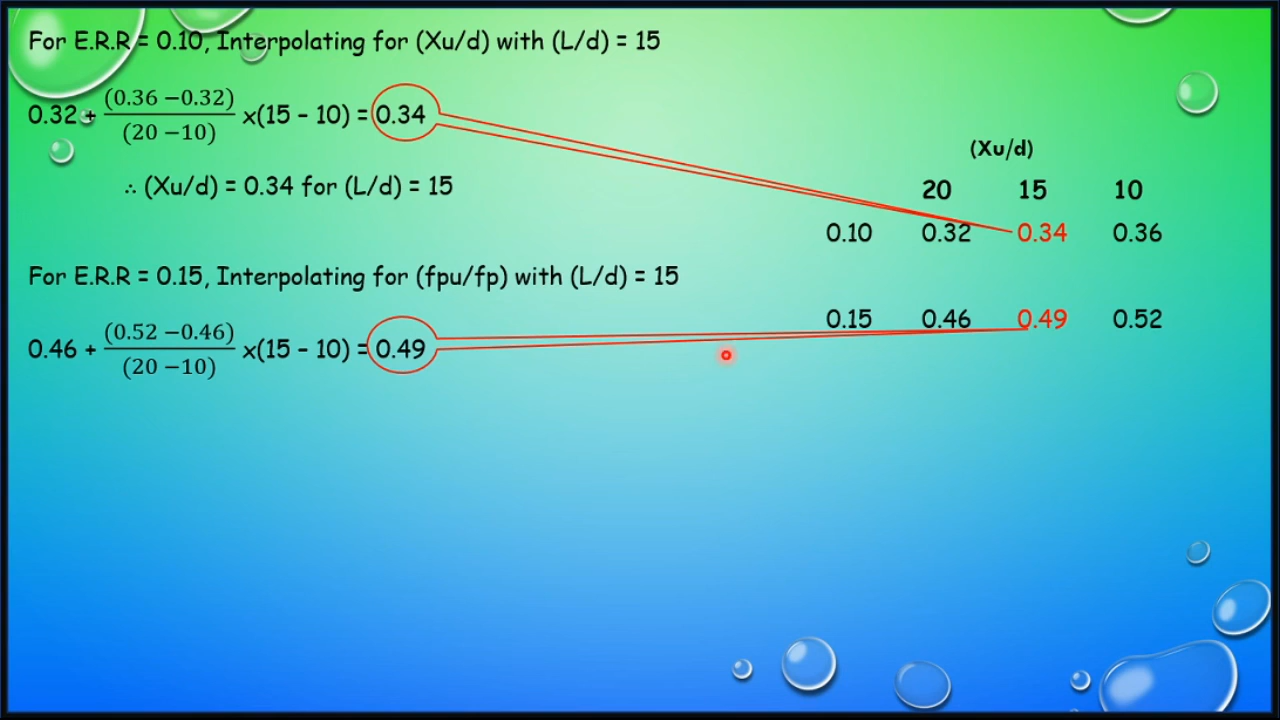 For E.R.R = 0.10, Interpolating for (Xu/d) with (L/d) = 15
0.32 + (0.36 −0.32)/(20 −10) x(15 – 10) = 0.34
∴ (Xu/d) = 0.34 for (L/d) = 15
For E.R.R = 0.15, Interpolating for (fpu/fp) with (L/d) = 15
0.46 + (0.52 −0.46)/(20 −10) x(15 – 10) = 0.49
(Xu/d)
20 15 10
0.10 0.32 0.34 0.36
0.15 0.46 0.49 0.52